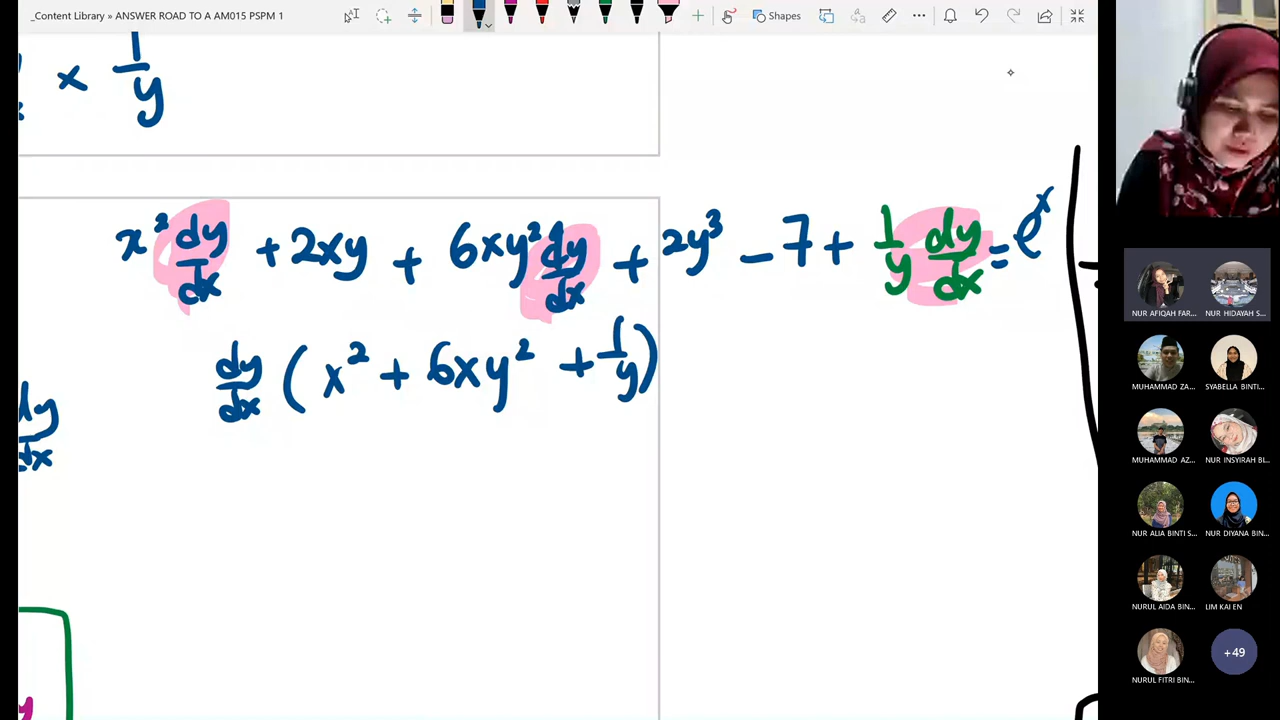 _Content Library » ANSWER ROAD TO A AM015 PSPM 1
Shapes
× 1/y
x² dy/dx + 2xy + 6xy² dy/dx + 2y³ - 7 + 1/y dy/dx = eˣ
dy/dx ( x² + 6xy² + 1/y )
dy/dx
NUR AFIQAH FAR...
NUR HIDAYAH S...
MUHAMMAD ZA...
SYABELLA BINTI...
MUHAMMAD AZ...
NUR INSYIRAH BI...
NUR ALIA BINTI S...
NUR DIYANA BIN...
NURUL AIDA BIN...
LIM KAI EN
NURUL FITRI BIN...
+49